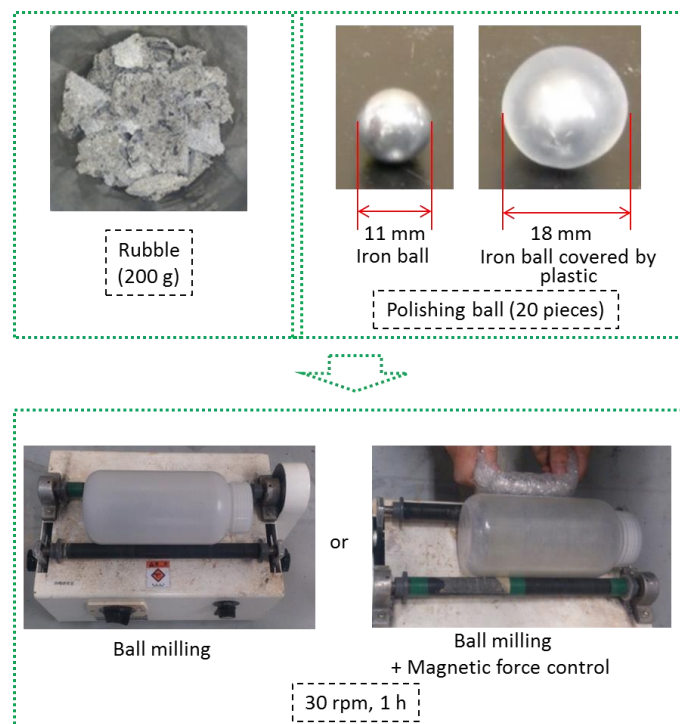 Rubble
(200 g)
11 mm
Iron ball
18 mm
Iron ball covered by
plastic
Polishing ball (20 pieces)
or
Ball milling
Ball milling
+ Magnetic force control
30 rpm, 1 h